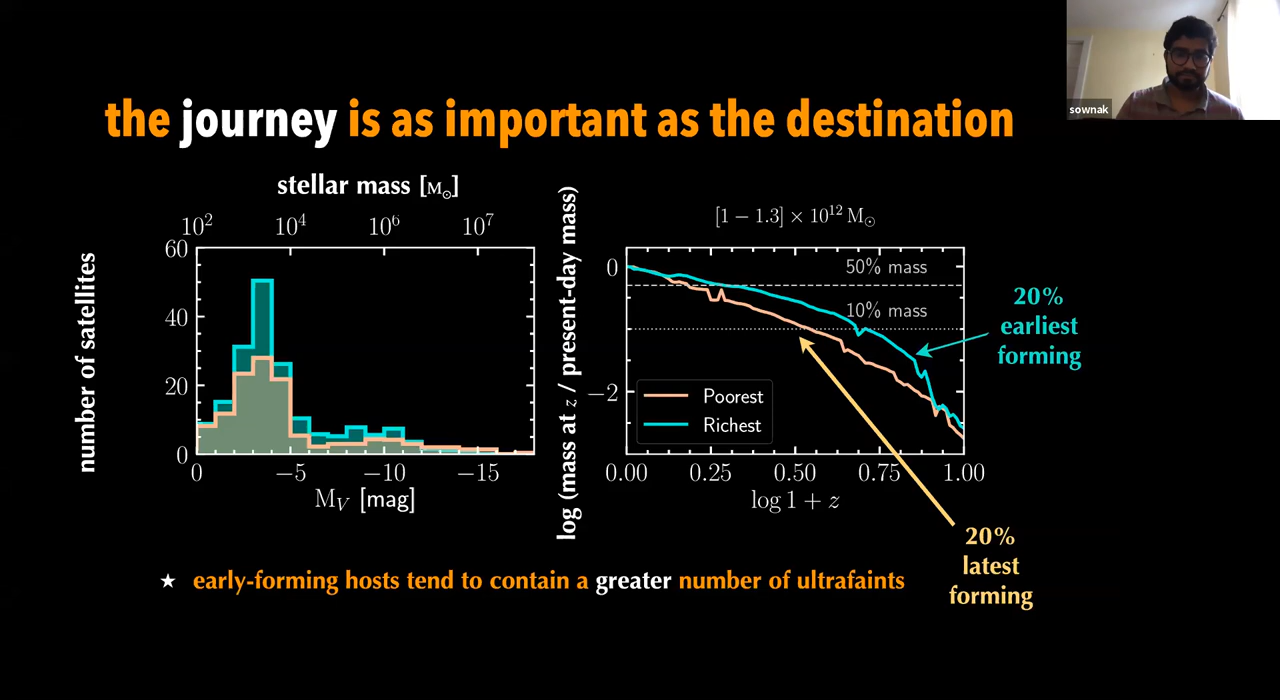 sownak
the journey is as important as the destination
stellar mass [M⊙]
10² 10⁴ 10⁶ 10⁷
number of satellites
60
40
20
0
0 −5 −10 −15
M_V [mag]
log (mass at z / present-day mass)
[1 − 1.3] × 10¹² M⊙
0
−2
50% mass
10% mass
Poorest
Richest
0.00 0.25 0.50 0.75 1.00
log 1 + z
20%
earliest
forming
20%
latest
forming
★ early-forming hosts tend to contain a greater number of ultrafaints